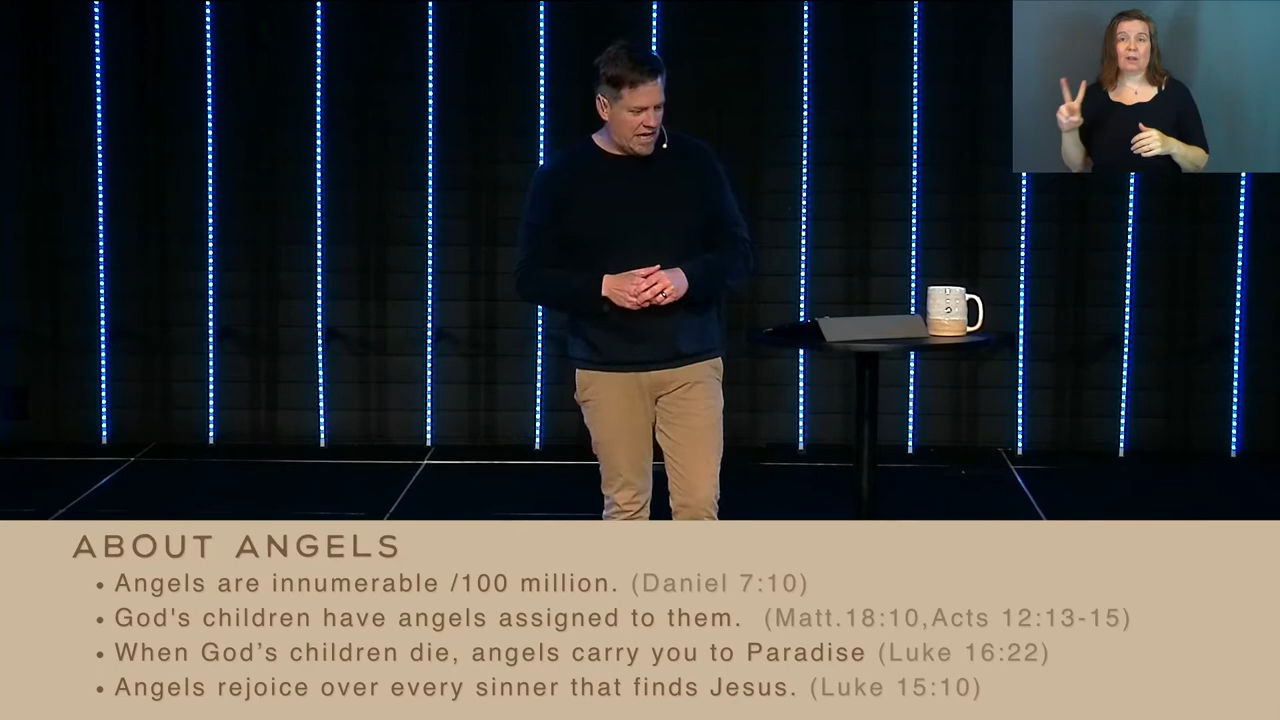 ABOUT ANGELS
• Angels are innumerable /100 million. (Daniel 7:10)
• God's children have angels assigned to them. (Matt.18:10,Acts 12:13-15)
• When God’s children die, angels carry you to Paradise (Luke 16:22)
• Angels rejoice over every sinner that finds Jesus. (Luke 15:10)